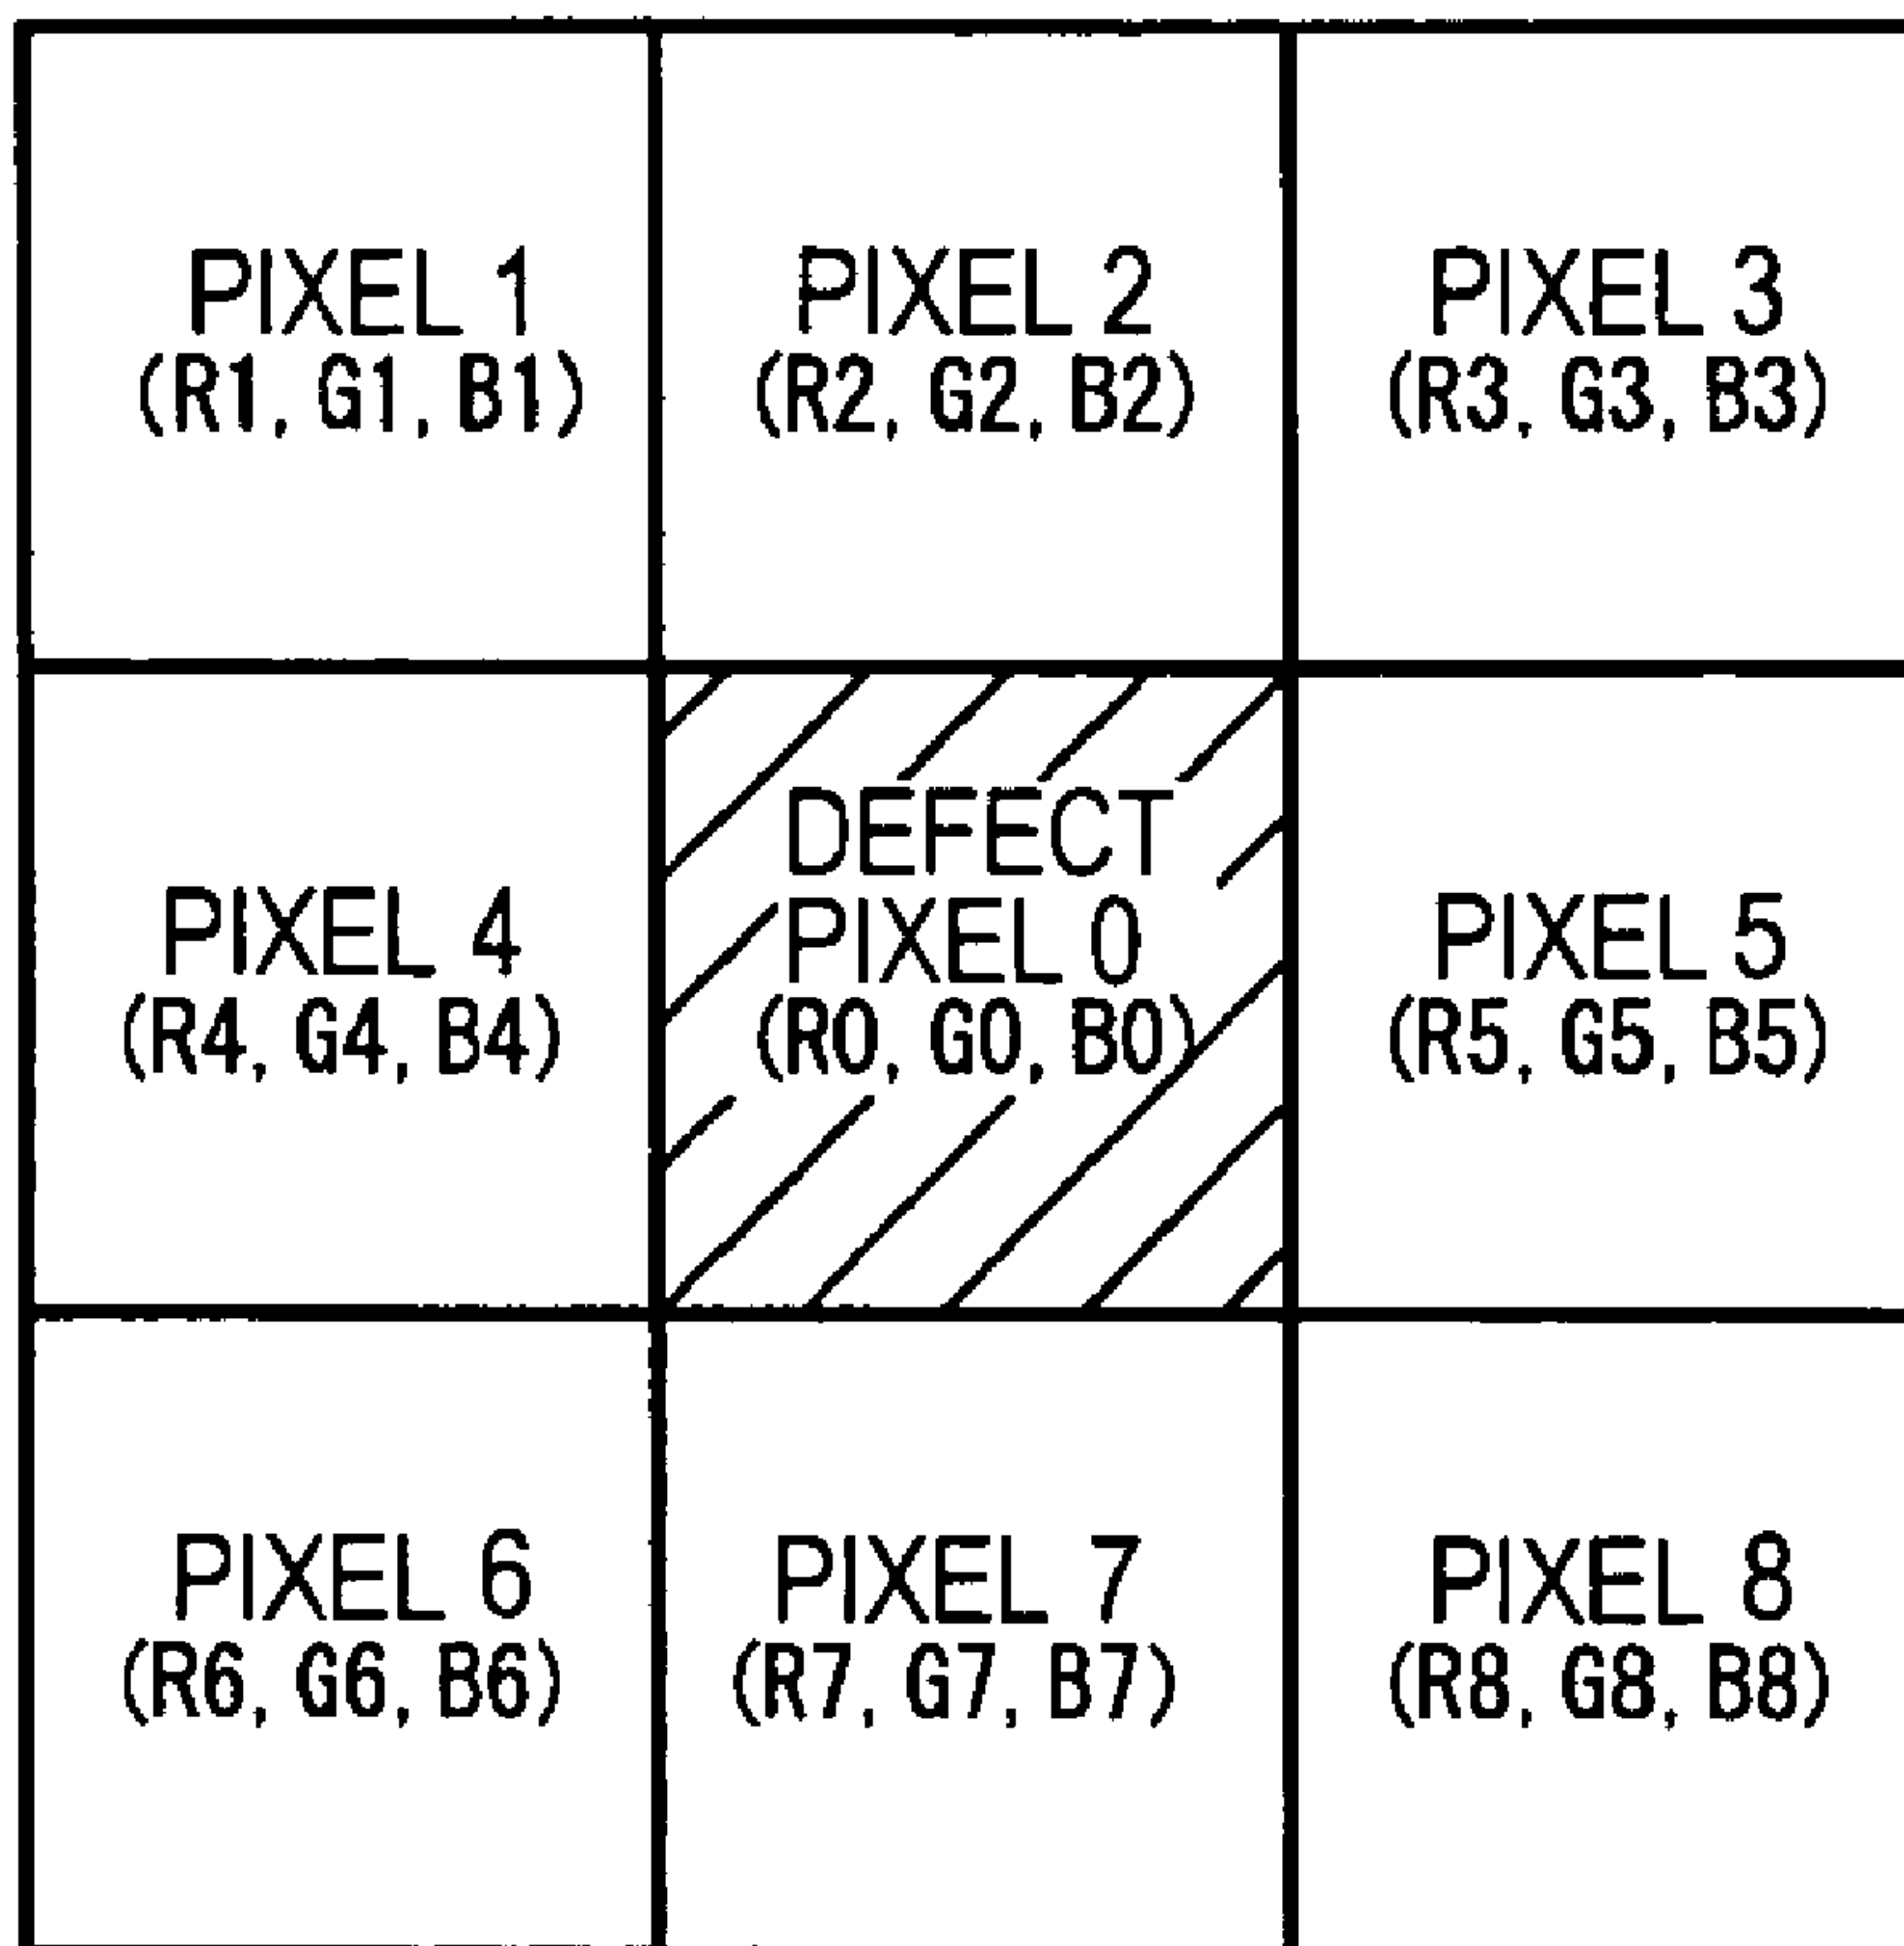 PIXEL 1
(R1, G1, B1)
PIXEL 2
(R2, G2, B2)
PIXEL 3
(R3, G3, B3)
PIXEL 4
(R4, G4, B4)
DEFECT
PIXEL 0
(R0, G0, B0)
PIXEL 5
(R5, G5, B5)
PIXEL 6
(R6, G6, B6)
PIXEL 7
(R7, G7, B7)
PIXEL 8
(R8, G8, B8)